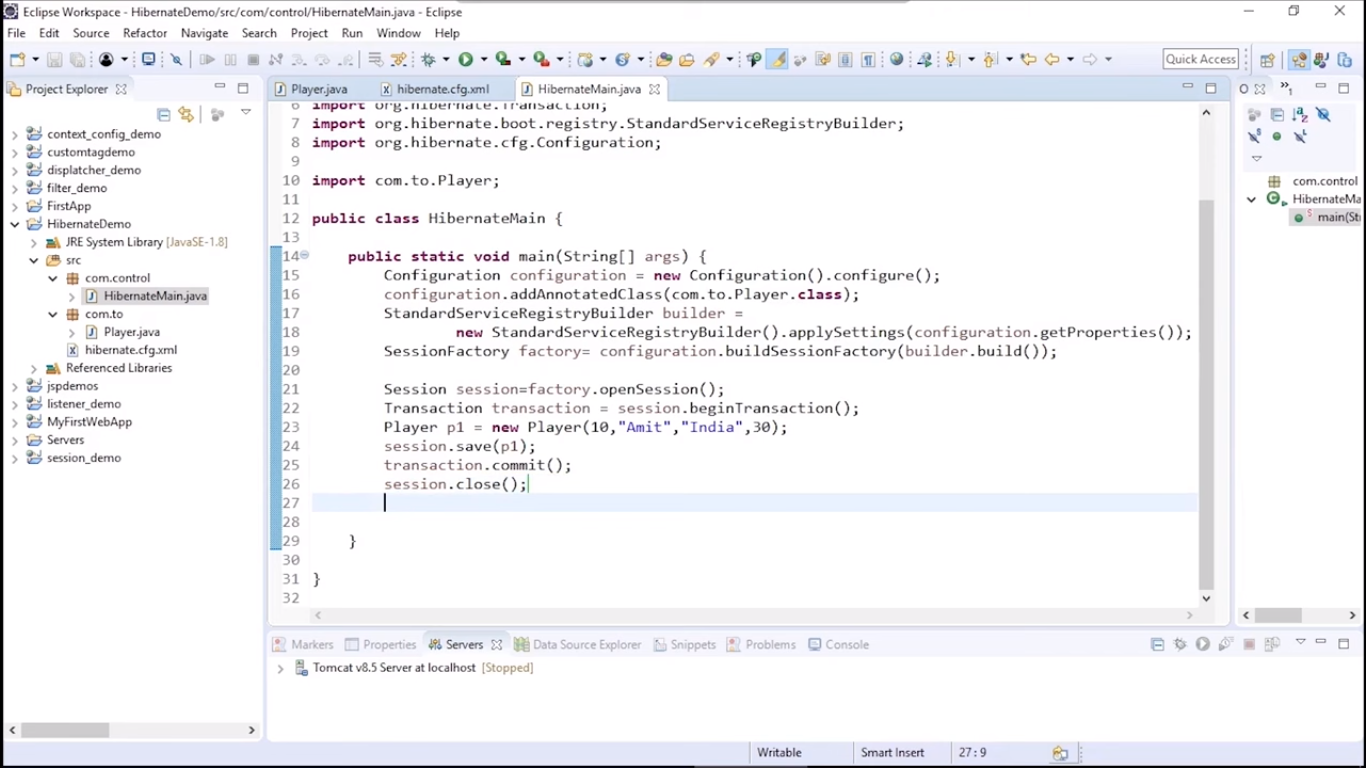 Eclipse Workspace - HibernateDemo/src/com/control/HibernateMain.java - Eclipse
File Edit Source Refactor Navigate Search Project Run Window Help
Quick Access
Project Explorer
Player.java hibernate.cfg.xml HibernateMain.java
context_config_demo
customtagdemo
displatcher_demo
filter_demo
FirstApp
HibernateDemo
JRE System Library [JavaSE-1.8]
src
com.control
HibernateMain.java
com.to
Player.java
hibernate.cfg.xml
Referenced Libraries
jspdemos
listener_demo
MyFirstWebApp
Servers
session_demo
6 import org.hibernate.Transaction;
7 import org.hibernate.boot.registry.StandardServiceRegistryBuilder;
8 import org.hibernate.cfg.Configuration;
9
10 import com.to.Player;
11
12 public class HibernateMain {
13
14 public static void main(String[] args) {
15 Configuration configuration = new Configuration().configure();
16 configuration.addAnnotatedClass(com.to.Player.class);
17 StandardServiceRegistryBuilder builder =
18 new StandardServiceRegistryBuilder().applySettings(configuration.getProperties());
19 SessionFactory factory= configuration.buildSessionFactory(builder.build());
20
21 Session session=factory.openSession();
22 Transaction transaction = session.beginTransaction();
23 Player p1 = new Player(10,"Amit","India",30);
24 session.save(p1);
25 transaction.commit();
26 session.close();
27
28
29 }
30
31 }
32
com.control
HibernateMa
main(St
Markers Properties Servers Data Source Explorer Snippets Problems Console
Tomcat v8.5 Server at localhost [Stopped]
Writable Smart Insert 27 : 9